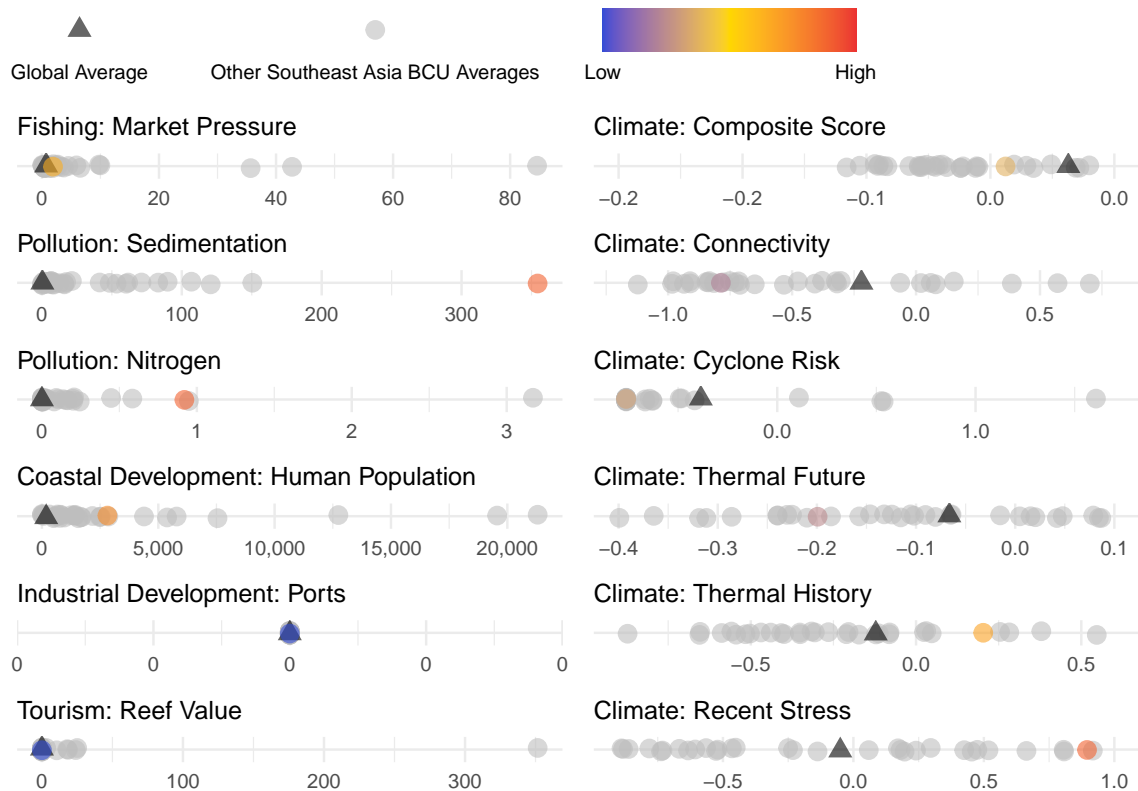 Global Average
Other Southeast Asia BCU Averages
Low
High
Fishing: Market Pressure
0 20 40 60 80
Pollution: Sedimentation
0 100 200 300
Pollution: Nitrogen
0 1 2 3
Coastal Development: Human Population
0 5,000 10,000 15,000 20,000
Industrial Development: Ports
0 0 0 0 0
Tourism: Reef Value
0 100 200 300
Climate: Composite Score
−0.2 −0.2 −0.1 0.0 0.0
Climate: Connectivity
−1.0 −0.5 0.0 0.5
Climate: Cyclone Risk
0.0 1.0
Climate: Thermal Future
−0.4 −0.3 −0.2 −0.1 0.0 0.1
Climate: Thermal History
−0.5 0.0 0.5
Climate: Recent Stress
−0.5 0.0 0.5 1.0